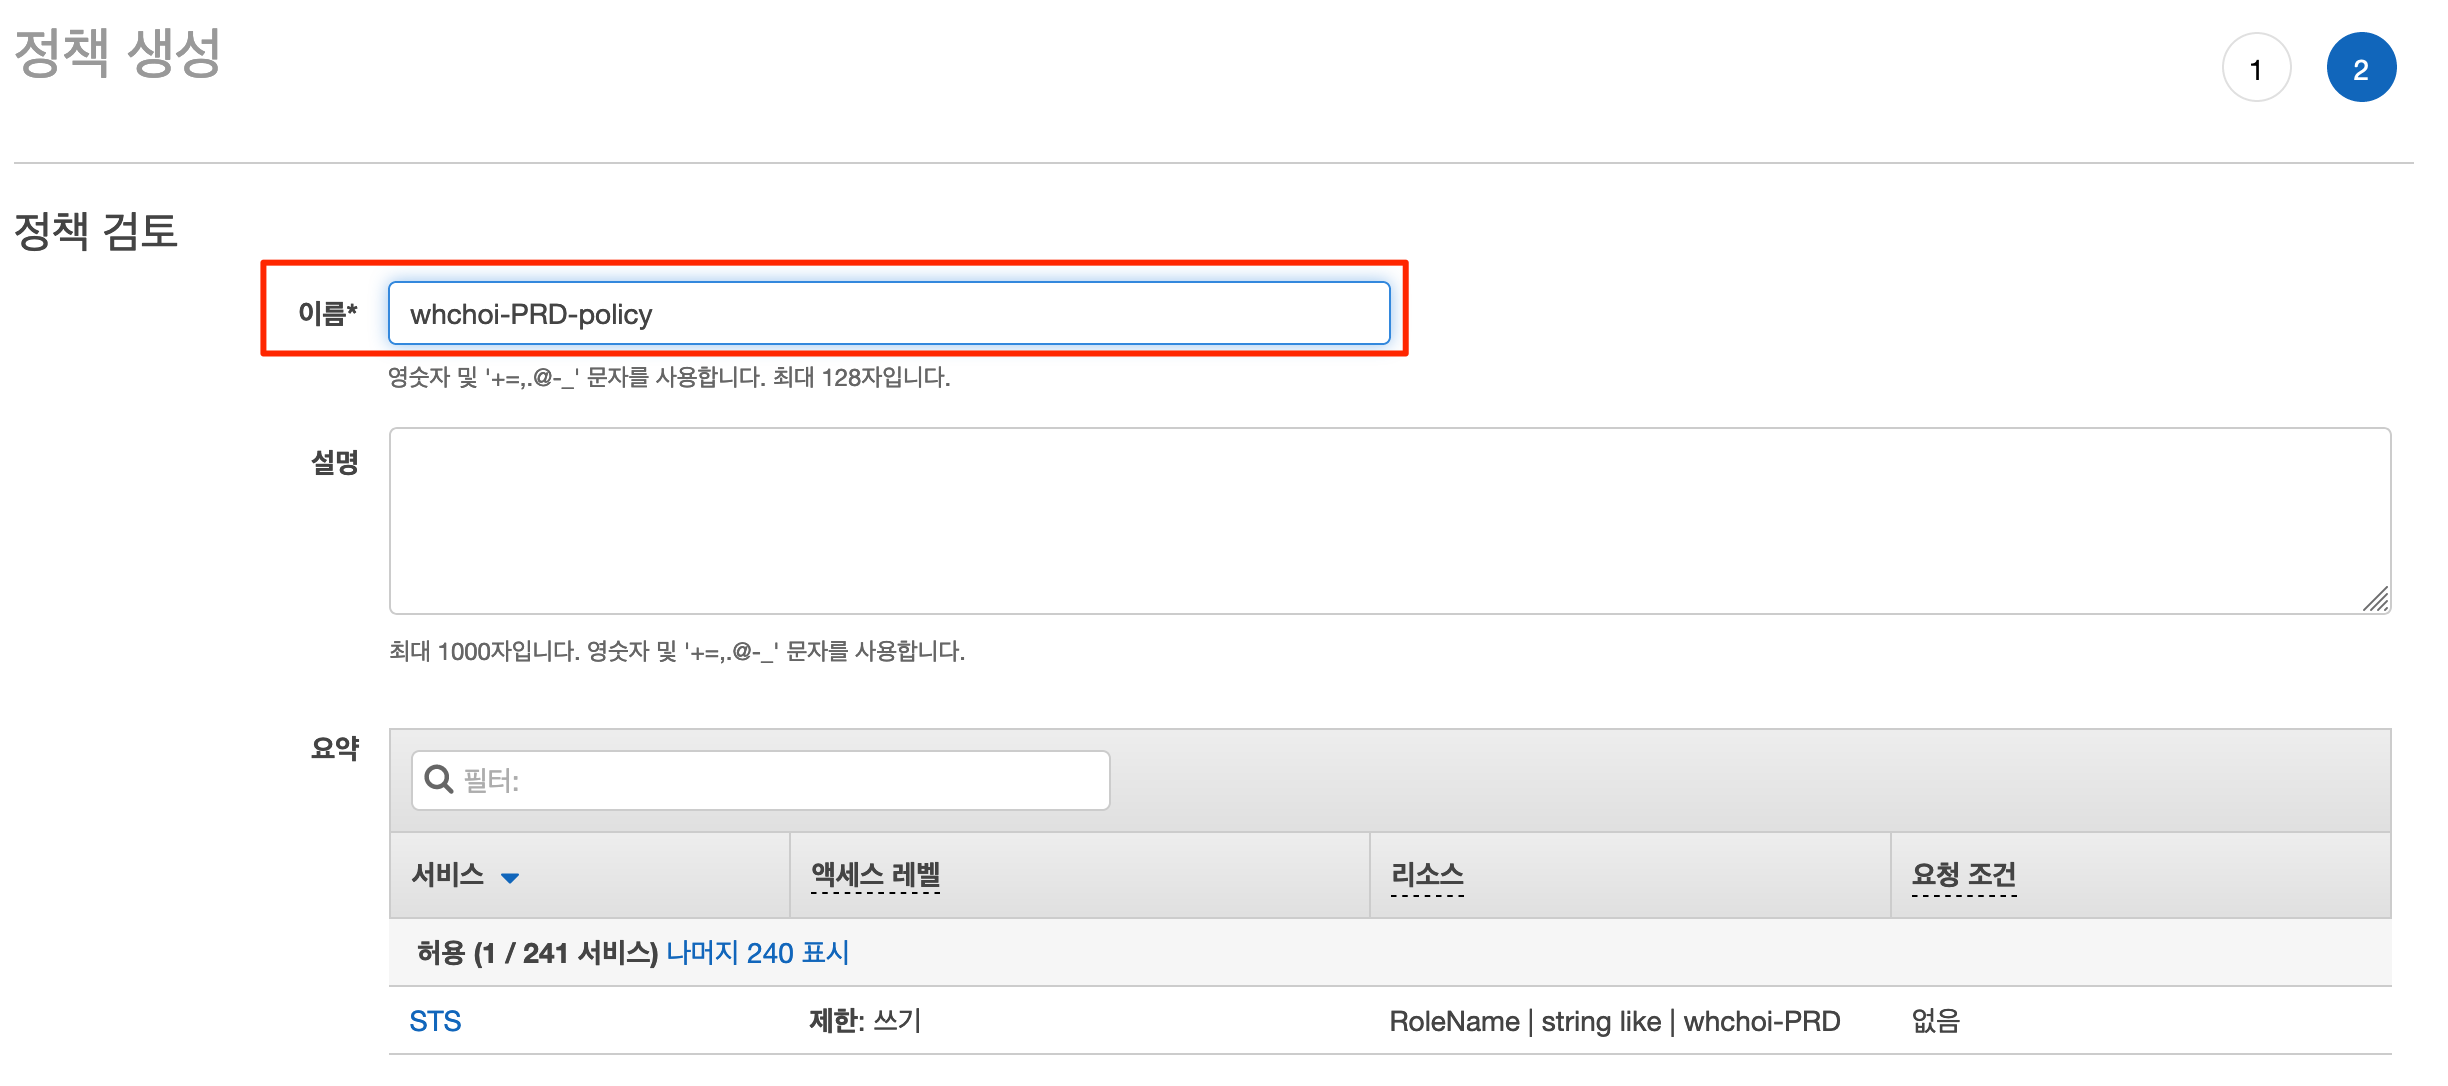 정책 생성
1
2
정책 검토
이름*
whchoi-PRD-policy
영숫자 및 '+=,.@-_' 문자를 사용합니다. 최대 128자입니다.
설명
최대 1000자입니다. 영숫자 및 '+=,.@-_' 문자를 사용합니다.
요약
필터:
서비스 액세스 레벨 리소스 요청 조건
허용 (1 / 241 서비스) 나머지 240 표시
STS 제한: 쓰기 RoleName | string like | whchoi-PRD 없음